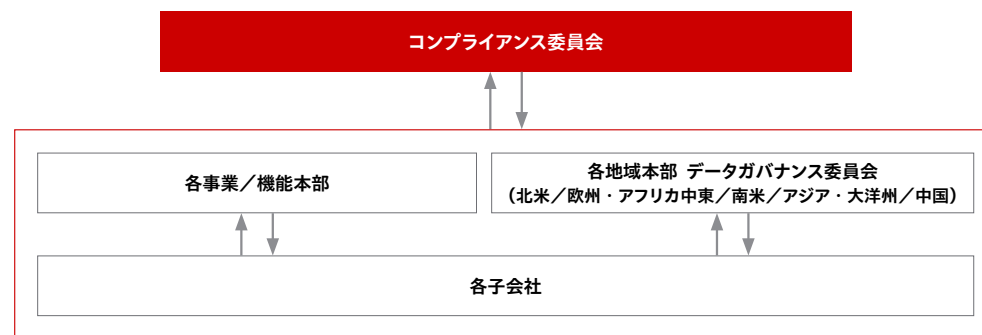 コンプライアンス委員会
各事業／機能本部
各地域本部 データガバナンス委員会
（北米／欧州・アフリカ中東／南米／アジア・大洋州／中国）
各子会社